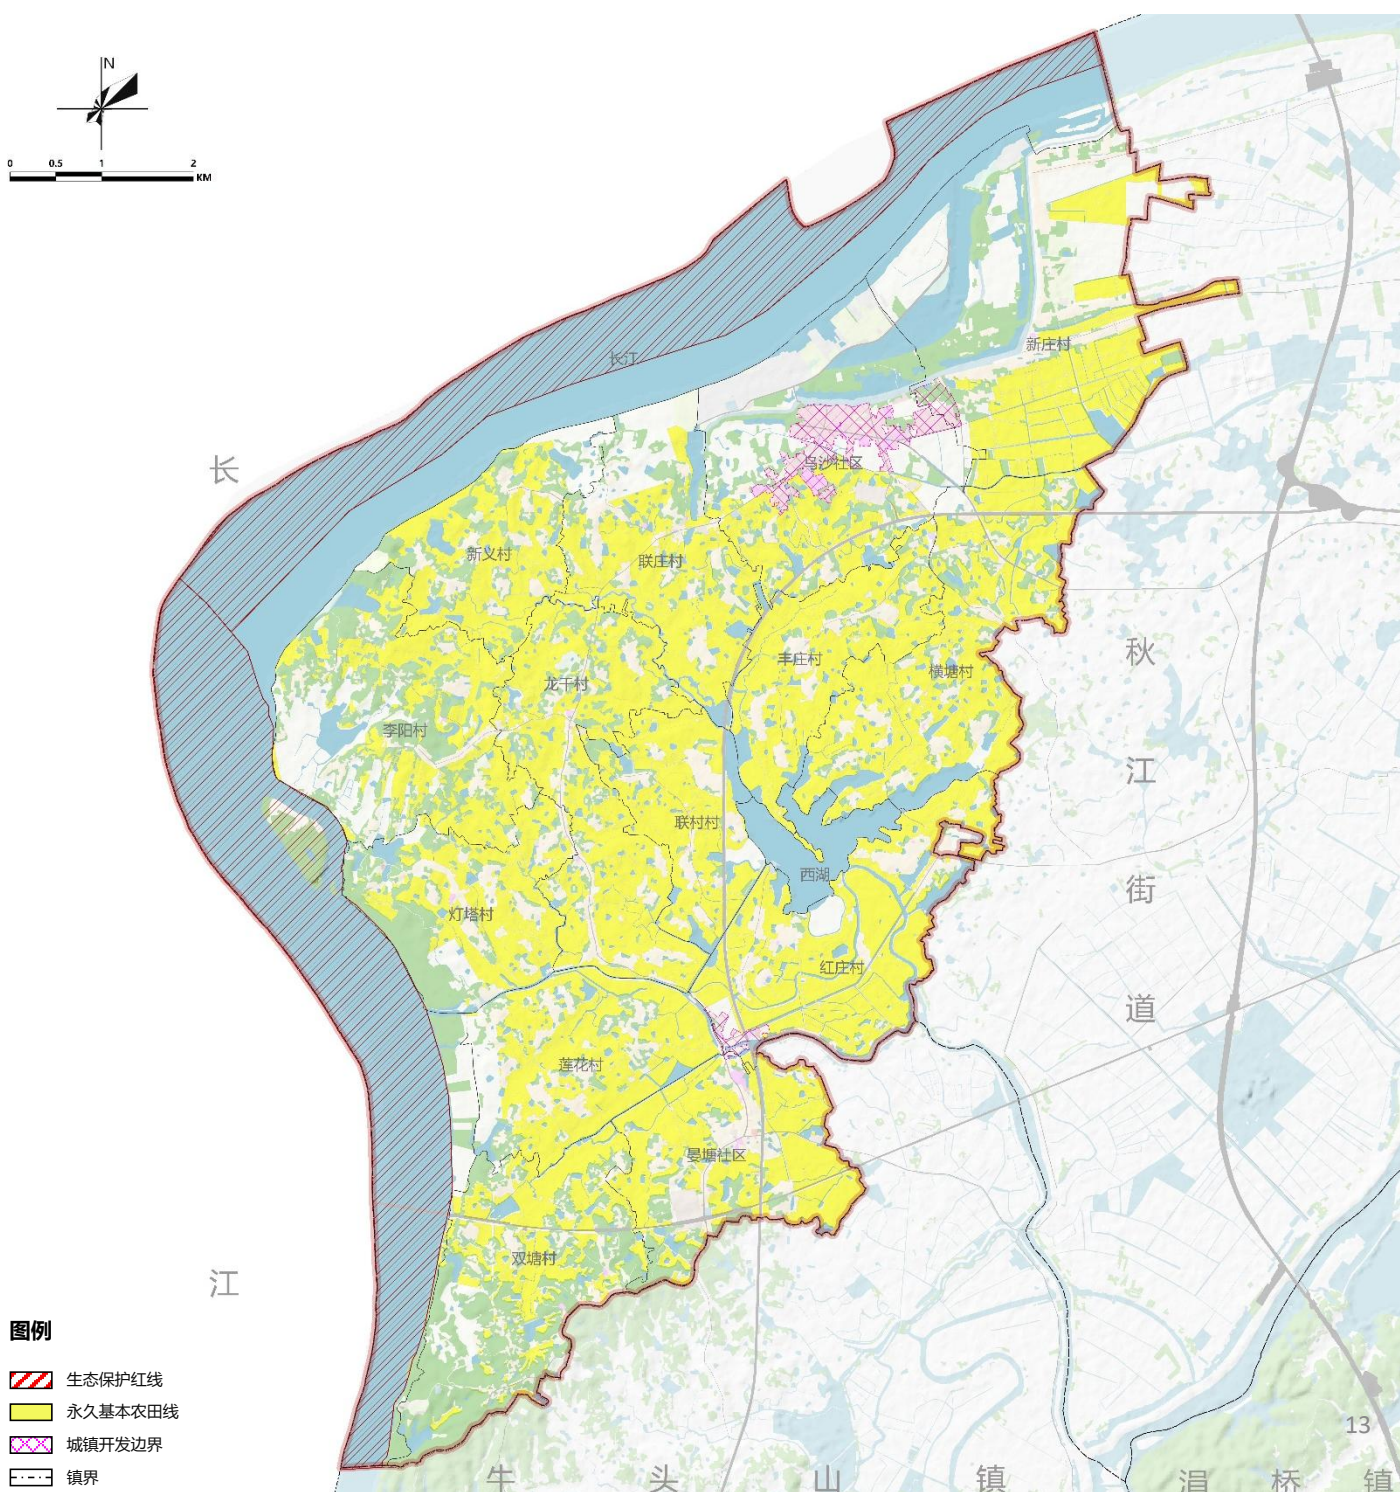 N
0 0.5 1 2
KM
长江
新庄村
乌沙社区
长
新义村
联庄村
秋
丰庄村
横塘村
龙干村
李阳村
江
联村村
西湖
街
灯塔村
红庄村
道
莲花村
晏塘社区
双塘村
江
图例
生态保护红线
永久基本农田线
城镇开发边界
镇界
13
牛头山镇
涓桥镇